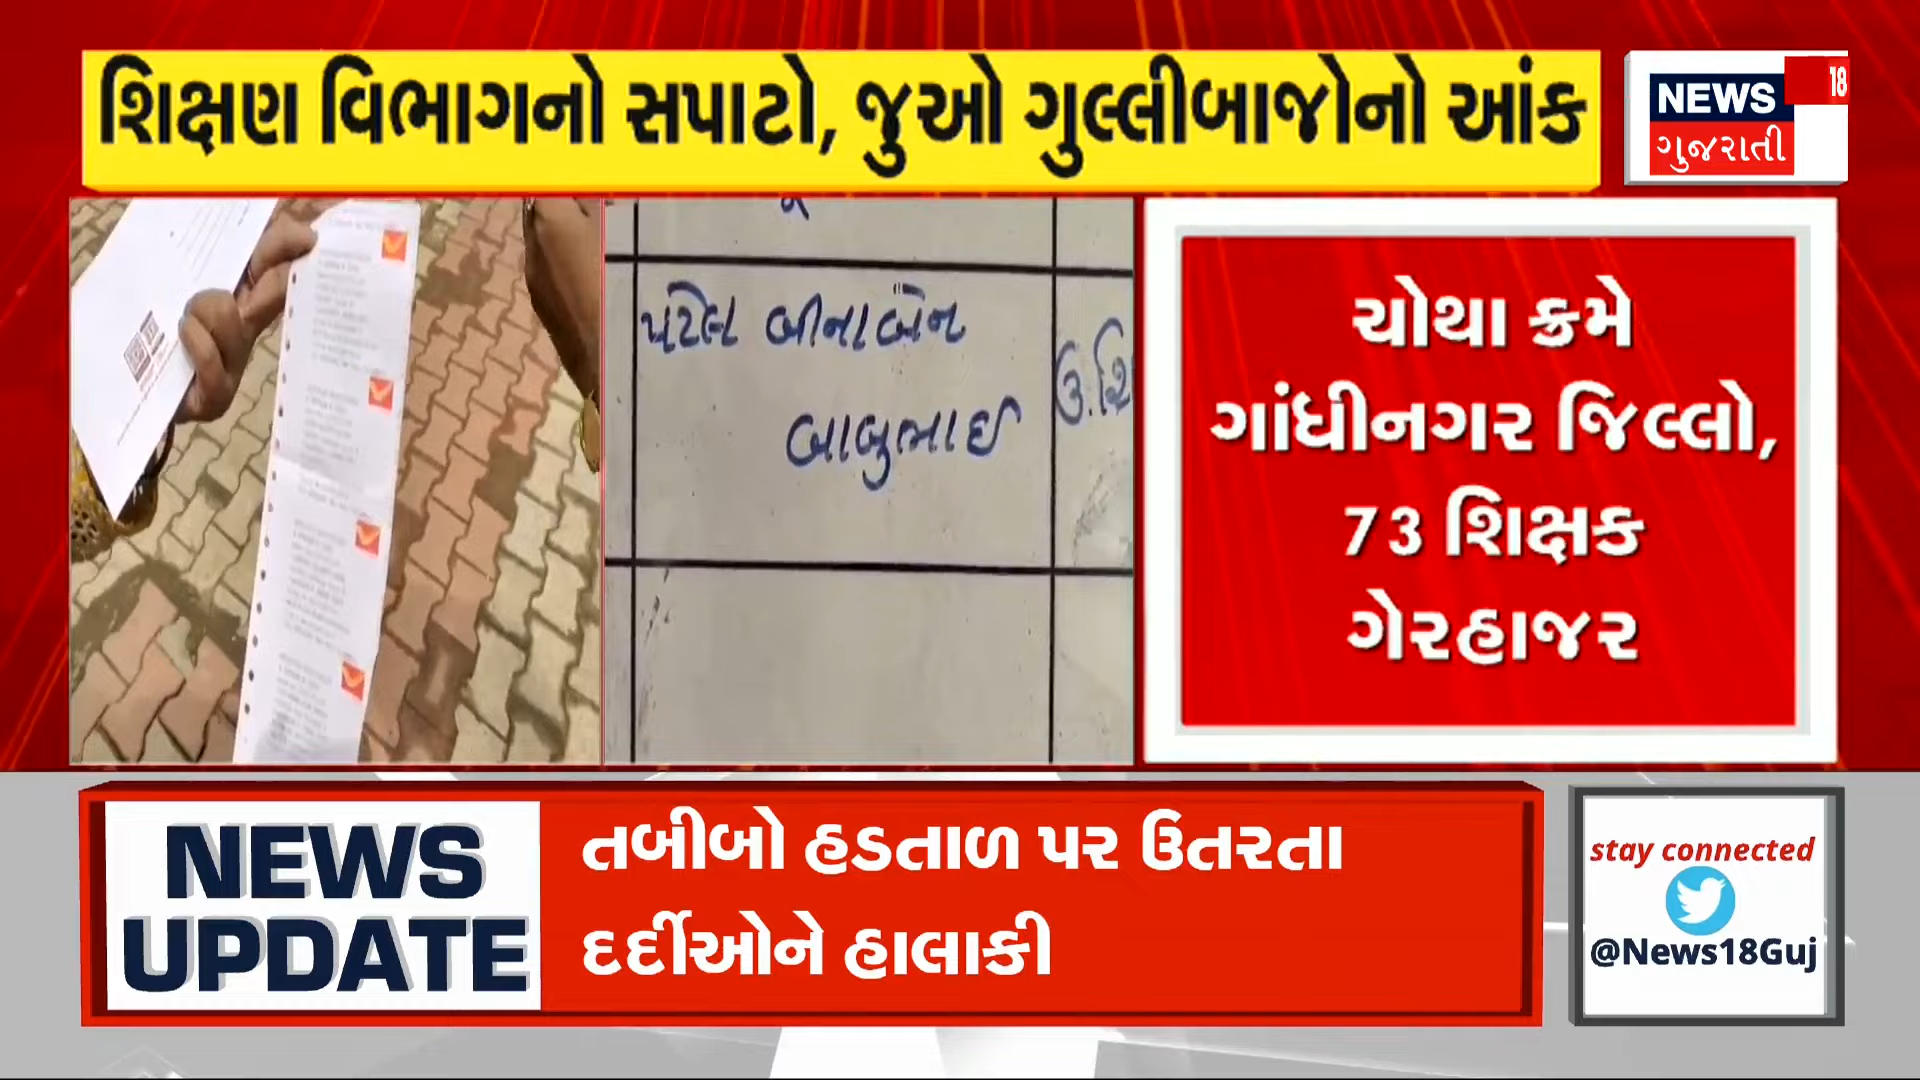 શિક્ષણ વિભાગનો સપાટો, જુઓ ગુલ્લીબાજોનો આંક
NEWS 18
ગુજરાતી
પટેલ બીનાબેન
બાબુભાઈ
ઉ.શિ
ચોથા ક્રમે
ગાંધીનગર જિલ્લો,
73 શિક્ષક
ગેરહાજર
NEWS
UPDATE
તબીબો હડતાળ પર ઉતરતા
દર્દીઓને હાલાકી
stay connected
@News18Guj